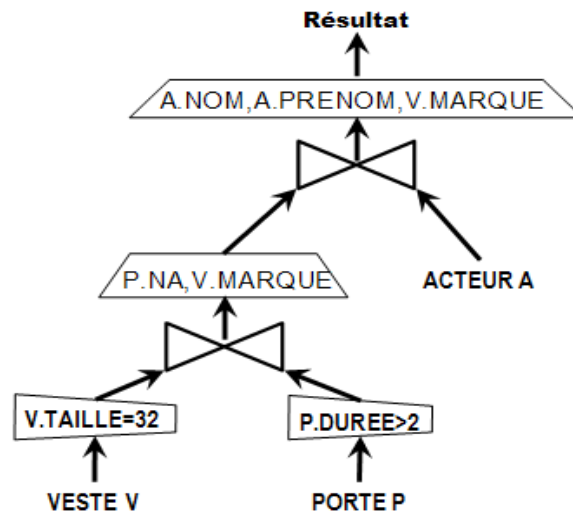 Résultat
A.NOM,A.PRENOM,V.MARQUE
P.NA,V.MARQUE
ACTEUR A
V.TAILLE=32
P.DUREE>2
VESTE V
PORTE P